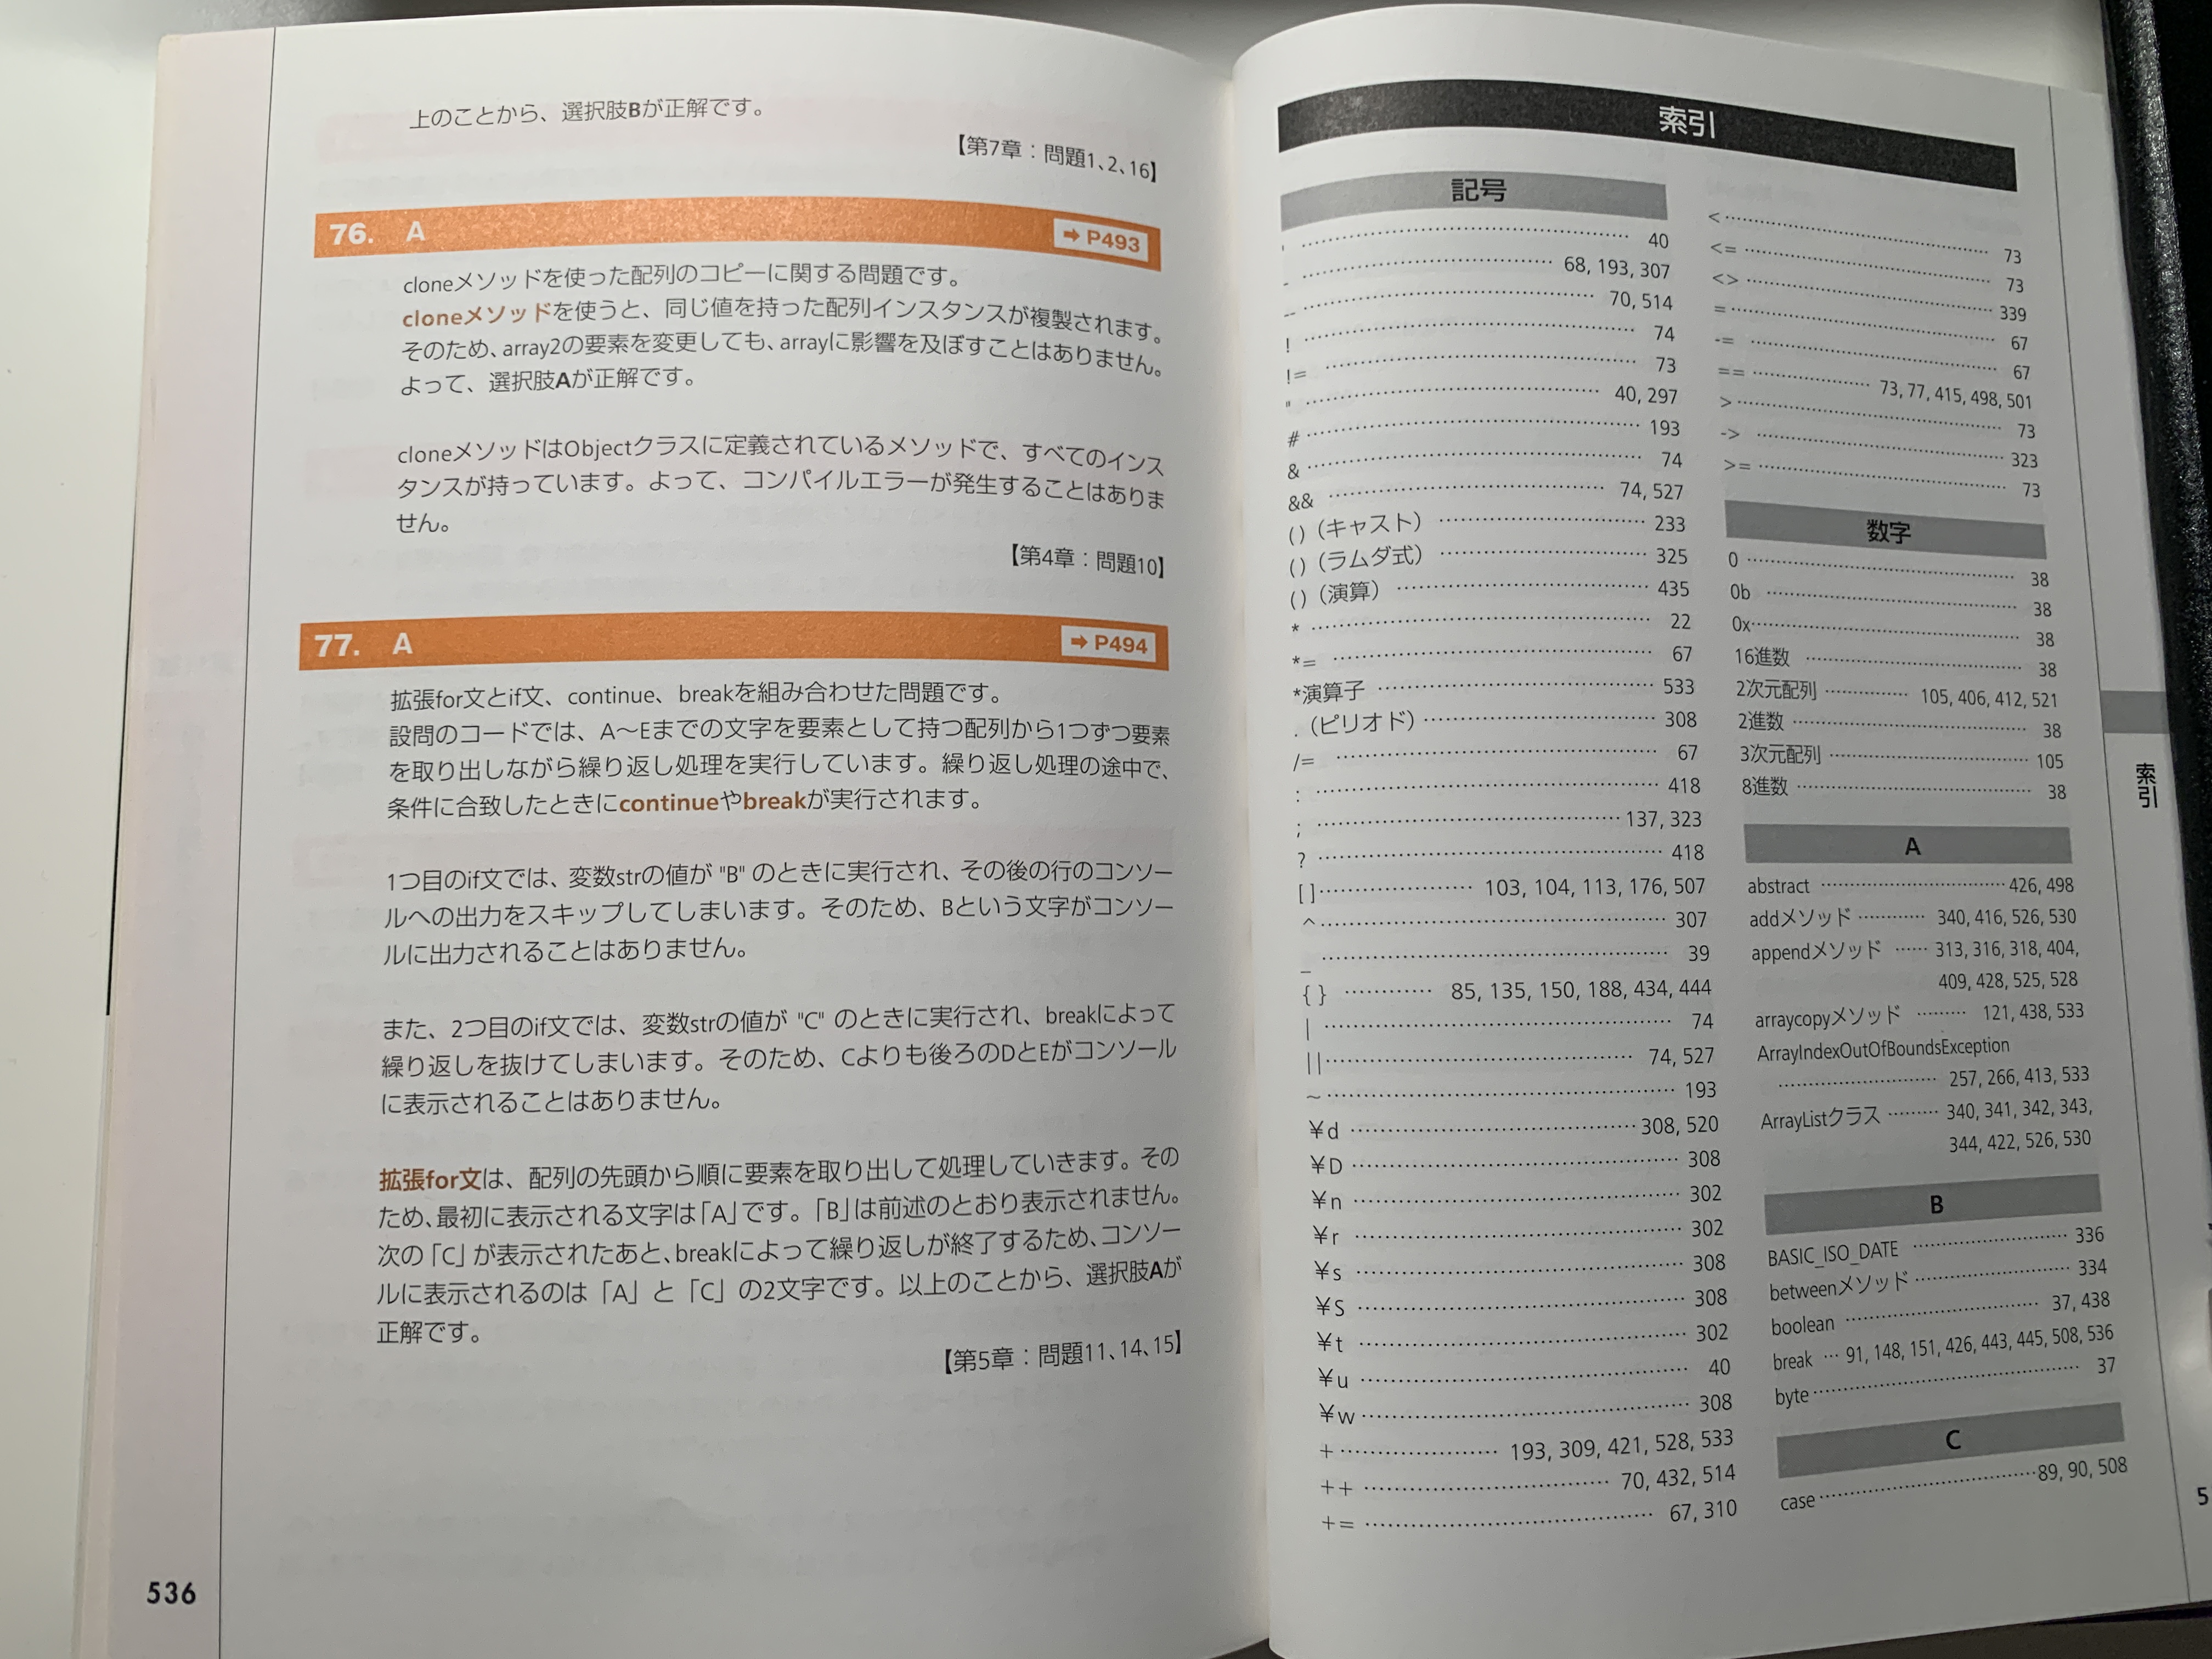 上のことから、選択肢Bが正解です。
【第7章：問題1、2、16】
76. A ➡ P493
cloneメソッドを使った配列のコピーに関する問題です。
cloneメソッドを使うと、同じ値を持った配列インスタンスが複製されます。
そのため、array2の要素を変更しても、arrayに影響を及ぼすことはありません。
よって、選択肢Aが正解です。
cloneメソッドはObjectクラスに定義されているメソッドで、すべてのインス
タンスが持っています。よって、コンパイルエラーが発生することはありま
せん。
【第4章：問題10】
77. A ➡ P494
拡張for文とif文、continue、breakを組み合わせた問題です。
設問のコードでは、A～Eまでの文字を要素として持つ配列から1つずつ要素
を取り出しながら繰り返し処理を実行しています。繰り返し処理の途中で、
条件に合致したときにcontinueやbreakが実行されます。
1つ目のif文では、変数strの値が "B" のときに実行され、その後の行のコンソー
ルへの出力をスキップしてしまいます。そのため、Bという文字がコンソー
ルに出力されることはありません。
また、2つ目のif文では、変数strの値が "C" のときに実行され、breakによって
繰り返しを抜けてしまいます。そのため、Cよりも後ろのDとEがコンソール
に表示されることはありません。
拡張for文は、配列の先頭から順に要素を取り出して処理していきます。その
ため、最初に表示される文字は「A」です。「B」は前述のとおり表示されません。
次の「C」が表示されたあと、breakによって繰り返しが終了するため、コンソー
ルに表示されるのは「A」と「C」の2文字です。以上のことから、選択肢Aが
正解です。
【第5章：問題11、14、15】
536
索引
記号
' 40
- 68, 193, 307
-- 70, 514
! 74
!= 73
" 40, 297
# 193
& 74
&& 74, 527
()（キャスト） 233
()（ラムダ式） 325
()（演算） 435
* 22
*= 67
*演算子 533
.（ピリオド） 308
/= 67
: 418
; 137, 323
? 418
[] 103, 104, 113, 176, 507
^ 307
_ 39
{ } 85, 135, 150, 188, 434, 444
| 74
|| 74, 527
~ 193
¥d 308, 520
¥D 308
¥n 302
¥r 302
¥s 308
¥S 308
¥t 302
¥u 40
¥w 308
+ 193, 309, 421, 528, 533
++ 70, 432, 514
+= 67, 310
< 73
<= 73
<> 339
= 67
-= 67
== 73, 77, 415, 498, 501
> 73
-> 323
>= 73
数字
0 38
0b 38
0x 38
16進数 38
2次元配列 105, 406, 412, 521
2進数 38
3次元配列 105
8進数 38
A
abstract 426, 498
addメソッド 340, 416, 526, 530
appendメソッド 313, 316, 318, 404,
409, 428, 525, 528
arraycopyメソッド 121, 438, 533
ArrayIndexOutOfBoundsException
257, 266, 413, 533
ArrayListクラス 340, 341, 342, 343,
344, 422, 526, 530
B
BASIC_ISO_DATE 336
betweenメソッド 334
boolean 37, 438
break 91, 148, 151, 426, 443, 445, 508, 536
byte 37
C
case 89, 90, 508
索引
5